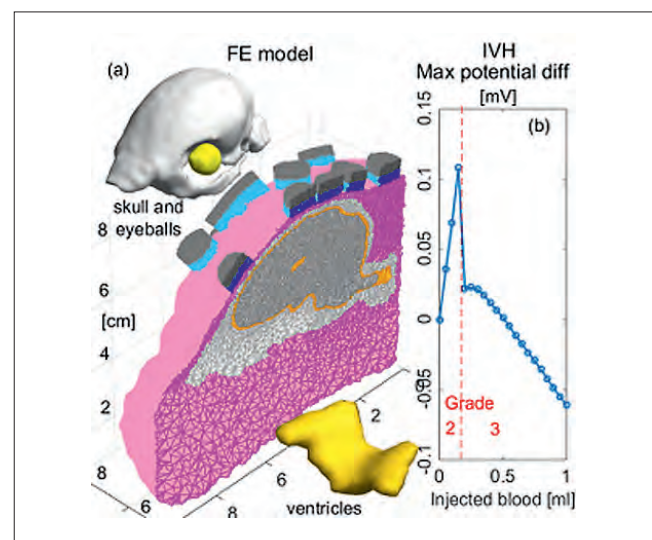 FE model
(a)
skull and
eyeballs
8
6
[cm]
4
2
8
6
8
6
2
ventricles
IVH
Max potential diff
[mV]
(b)
0.15
0.1
0.05
0
-0.1
Grade
2 3
0
0.5
1
Injected blood [ml]